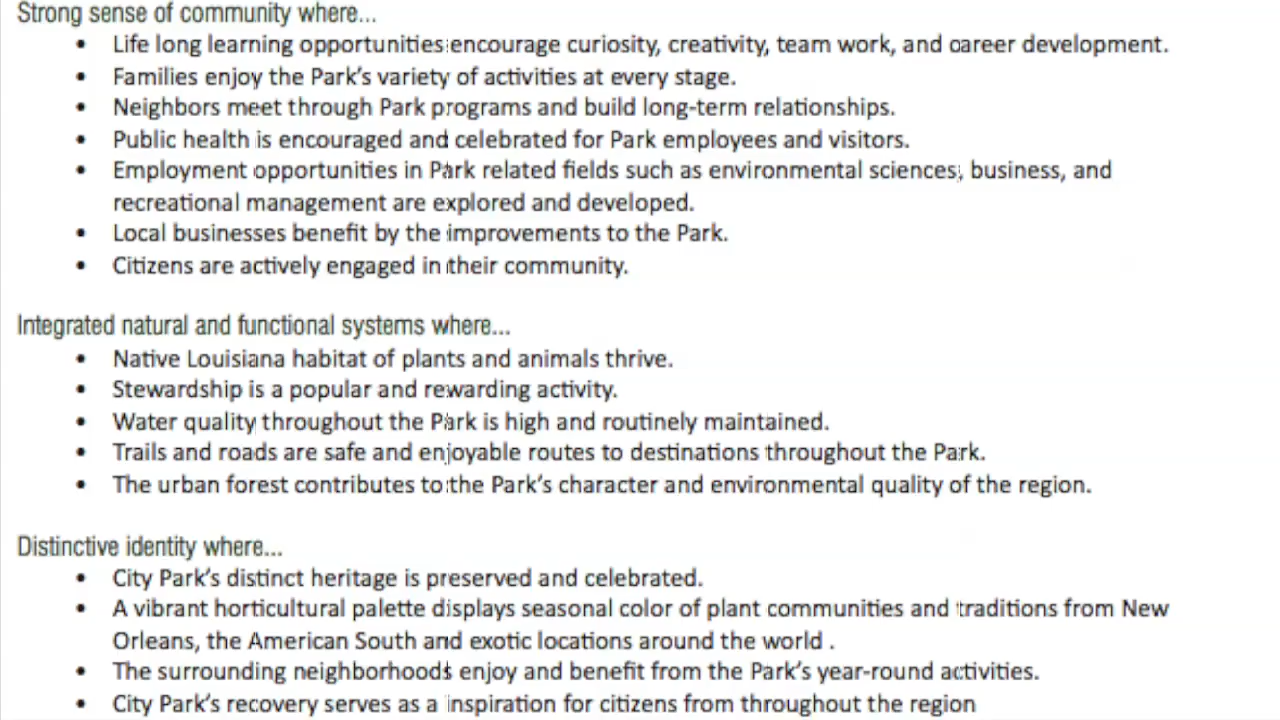 Strong sense of community where...
• Life long learning opportunities encourage curiosity, creativity, team work, and career development.
• Families enjoy the Park's variety of activities at every stage.
• Neighbors meet through Park programs and build long-term relationships.
• Public health is encouraged and celebrated for Park employees and visitors.
• Employment opportunities in Park related fields such as environmental sciences, business, and
recreational management are explored and developed.
• Local businesses benefit by the improvements to the Park.
• Citizens are actively engaged in their community.
Integrated natural and functional systems where...
• Native Louisiana habitat of plants and animals thrive.
• Stewardship is a popular and rewarding activity.
• Water quality throughout the Park is high and routinely maintained.
• Trails and roads are safe and enjoyable routes to destinations throughout the Park.
• The urban forest contributes to the Park's character and environmental quality of the region.
Distinctive identity where...
• City Park's distinct heritage is preserved and celebrated.
• A vibrant horticultural palette displays seasonal color of plant communities and traditions from New
Orleans, the American South and exotic locations around the world .
• The surrounding neighborhoods enjoy and benefit from the Park's year-round activities.
• City Park's recovery serves as a inspiration for citizens from throughout the region